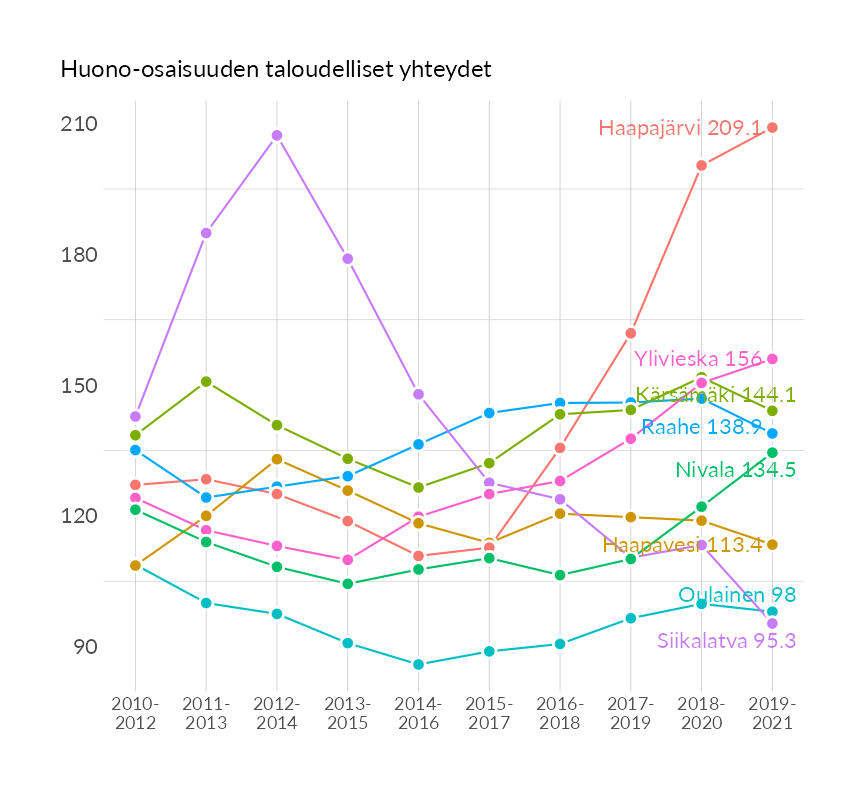 Huono-osaisuuden taloudelliset yhteydet
210
180
150
120
90
Haapajärvi 209.1
Ylivieska 156
Kärsämäki 144.1
Raahe 138.9
Nivala 134.5
Haapavesi 113.4
Oulainen 98
Siikalatva 95.3
2010-
2012
2011-
2013
2012-
2014
2013-
2015
2014-
2016
2015-
2017
2016-
2018
2017-
2019
2018-
2020
2019-
2021